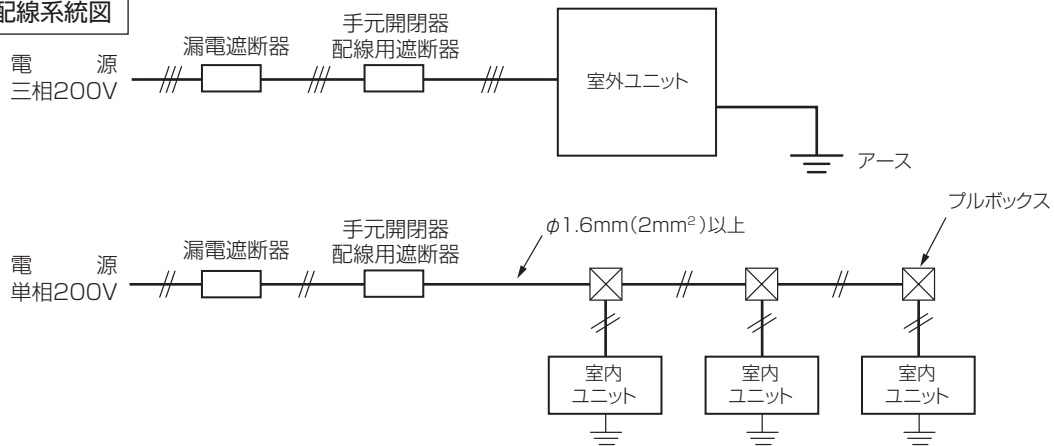 配線系統図
電　　源
三相200V
漏電遮断器
手元開閉器
配線用遮断器
室外ユニット
アース
電　　源
単相200V
漏電遮断器
手元開閉器
配線用遮断器
φ1.6mm(2mm²)以上
プルボックス
室内
ユニット
室内
ユニット
室内
ユニット